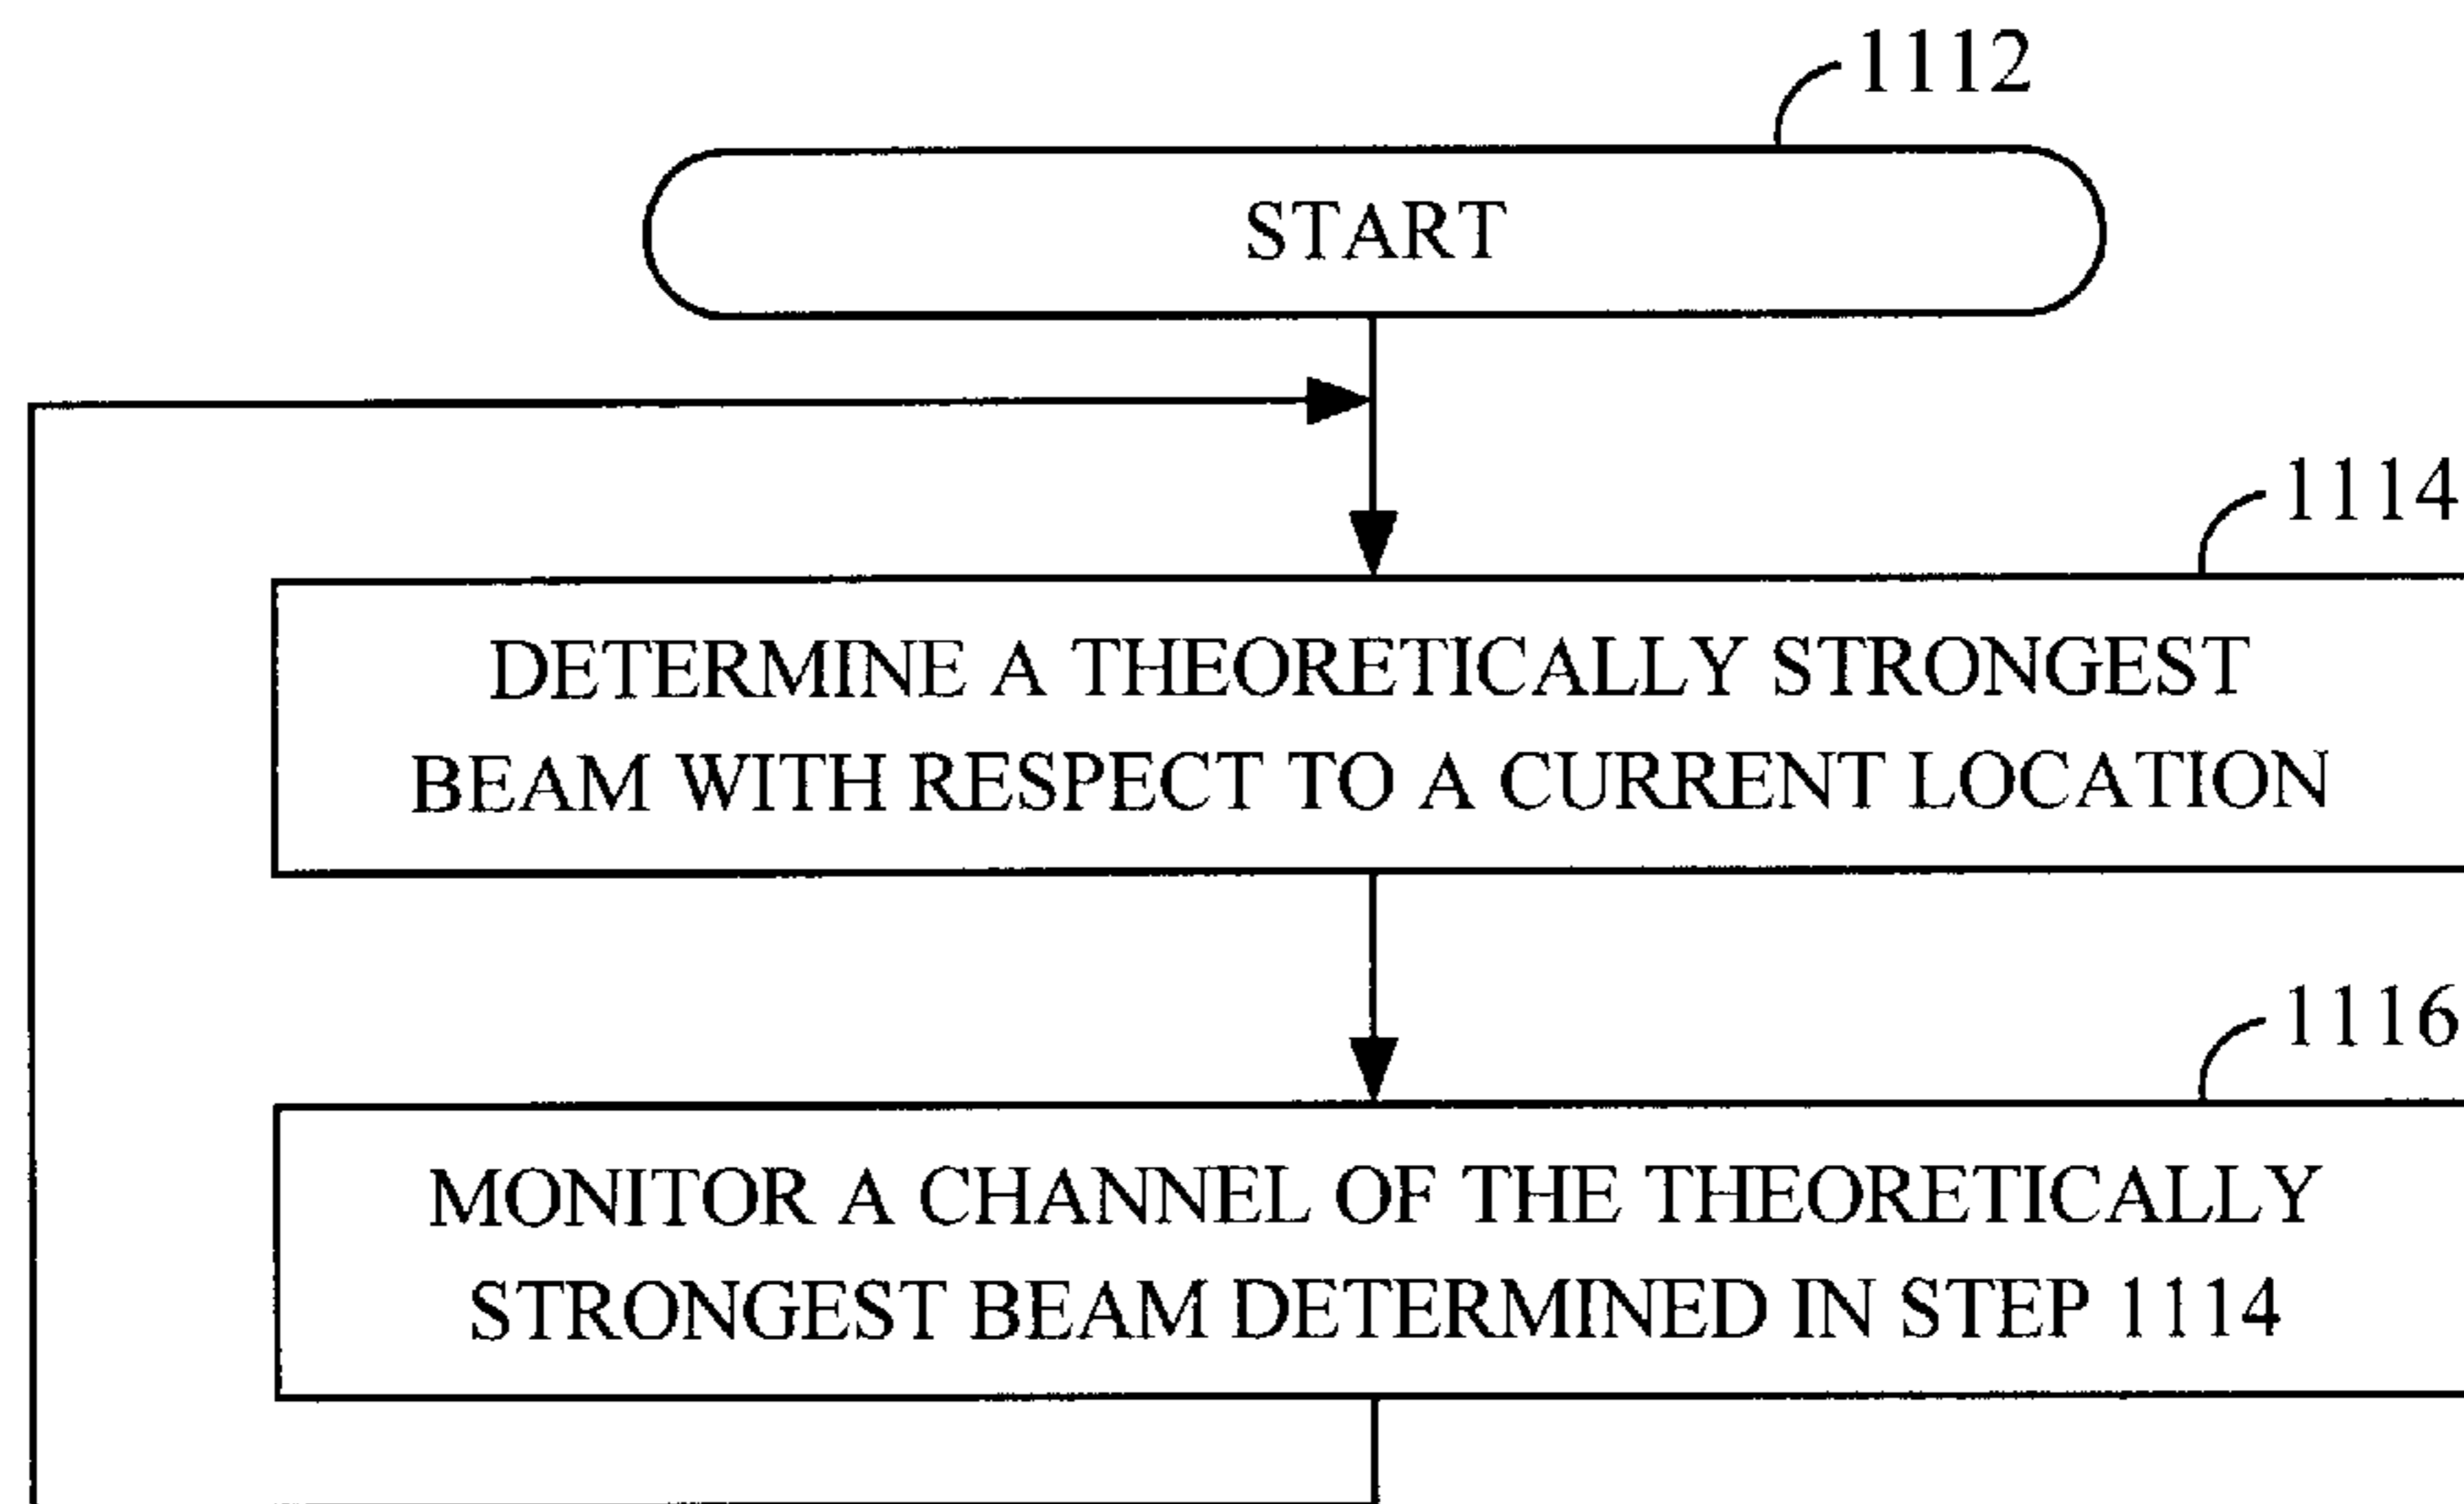 1112
START
1114
DETERMINE A THEORETICALLY STRONGEST
BEAM WITH RESPECT TO A CURRENT LOCATION
1116
MONITOR A CHANNEL OF THE THEORETICALLY
STRONGEST BEAM DETERMINED IN STEP 1114